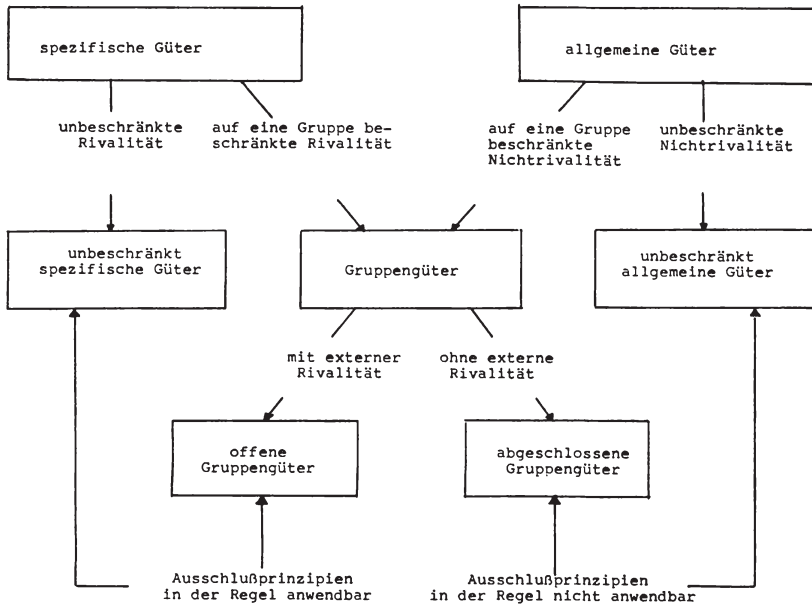 spezifische Güter
allgemeine Güter
unbeschränkte
Rivalität
auf eine Gruppe be-
schränkte Rivalität
auf eine Gruppe
beschränkte
Nichtrivalität
unbeschränkte
Nichtrivalität
unbeschränkt
spezifische Güter
Gruppengüter
unbeschränkt
allgemeine Güter
mit externer
Rivalität
ohne externe
Rivalität
offene
Gruppengüter
abgeschlossene
Gruppengüter
Ausschlußprinzipien
in der Regel anwendbar
Ausschlußprinzipien
in der Regel nicht anwendbar